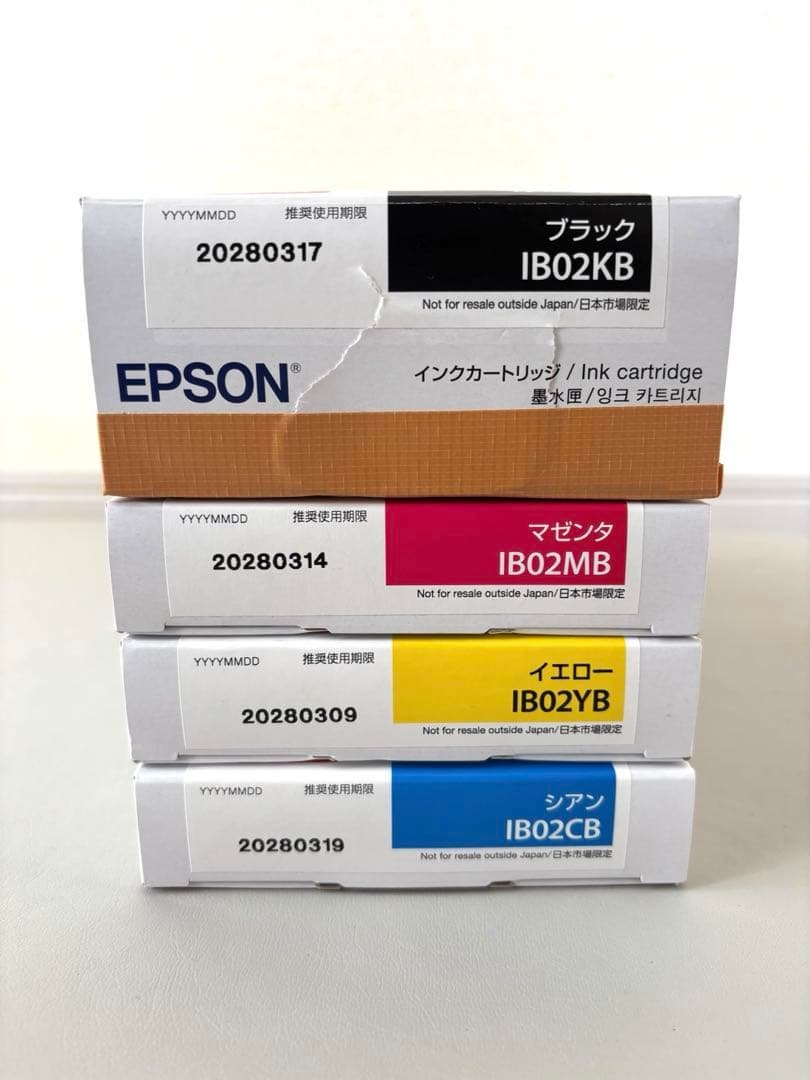 YYYYMMDD 推奨使用期限
20280317
ブラック
IB02KB
Not for resale outside Japan/日本市場限定
EPSON®
インクカートリッジ / Ink cartridge
墨水匣/잉크 카트리지
YYYYMMDD 推奨使用期限
20280314
マゼンタ
IB02MB
Not for resale outside Japan/日本市場限定
YYYYMMDD 推奨使用期限
20280309
イエロー
IB02YB
Not for resale outside Japan/日本市場限定
YYYYMMDD 推奨使用期限
20280319
シアン
IB02CB
Not for resale outside Japan/日本市場限定